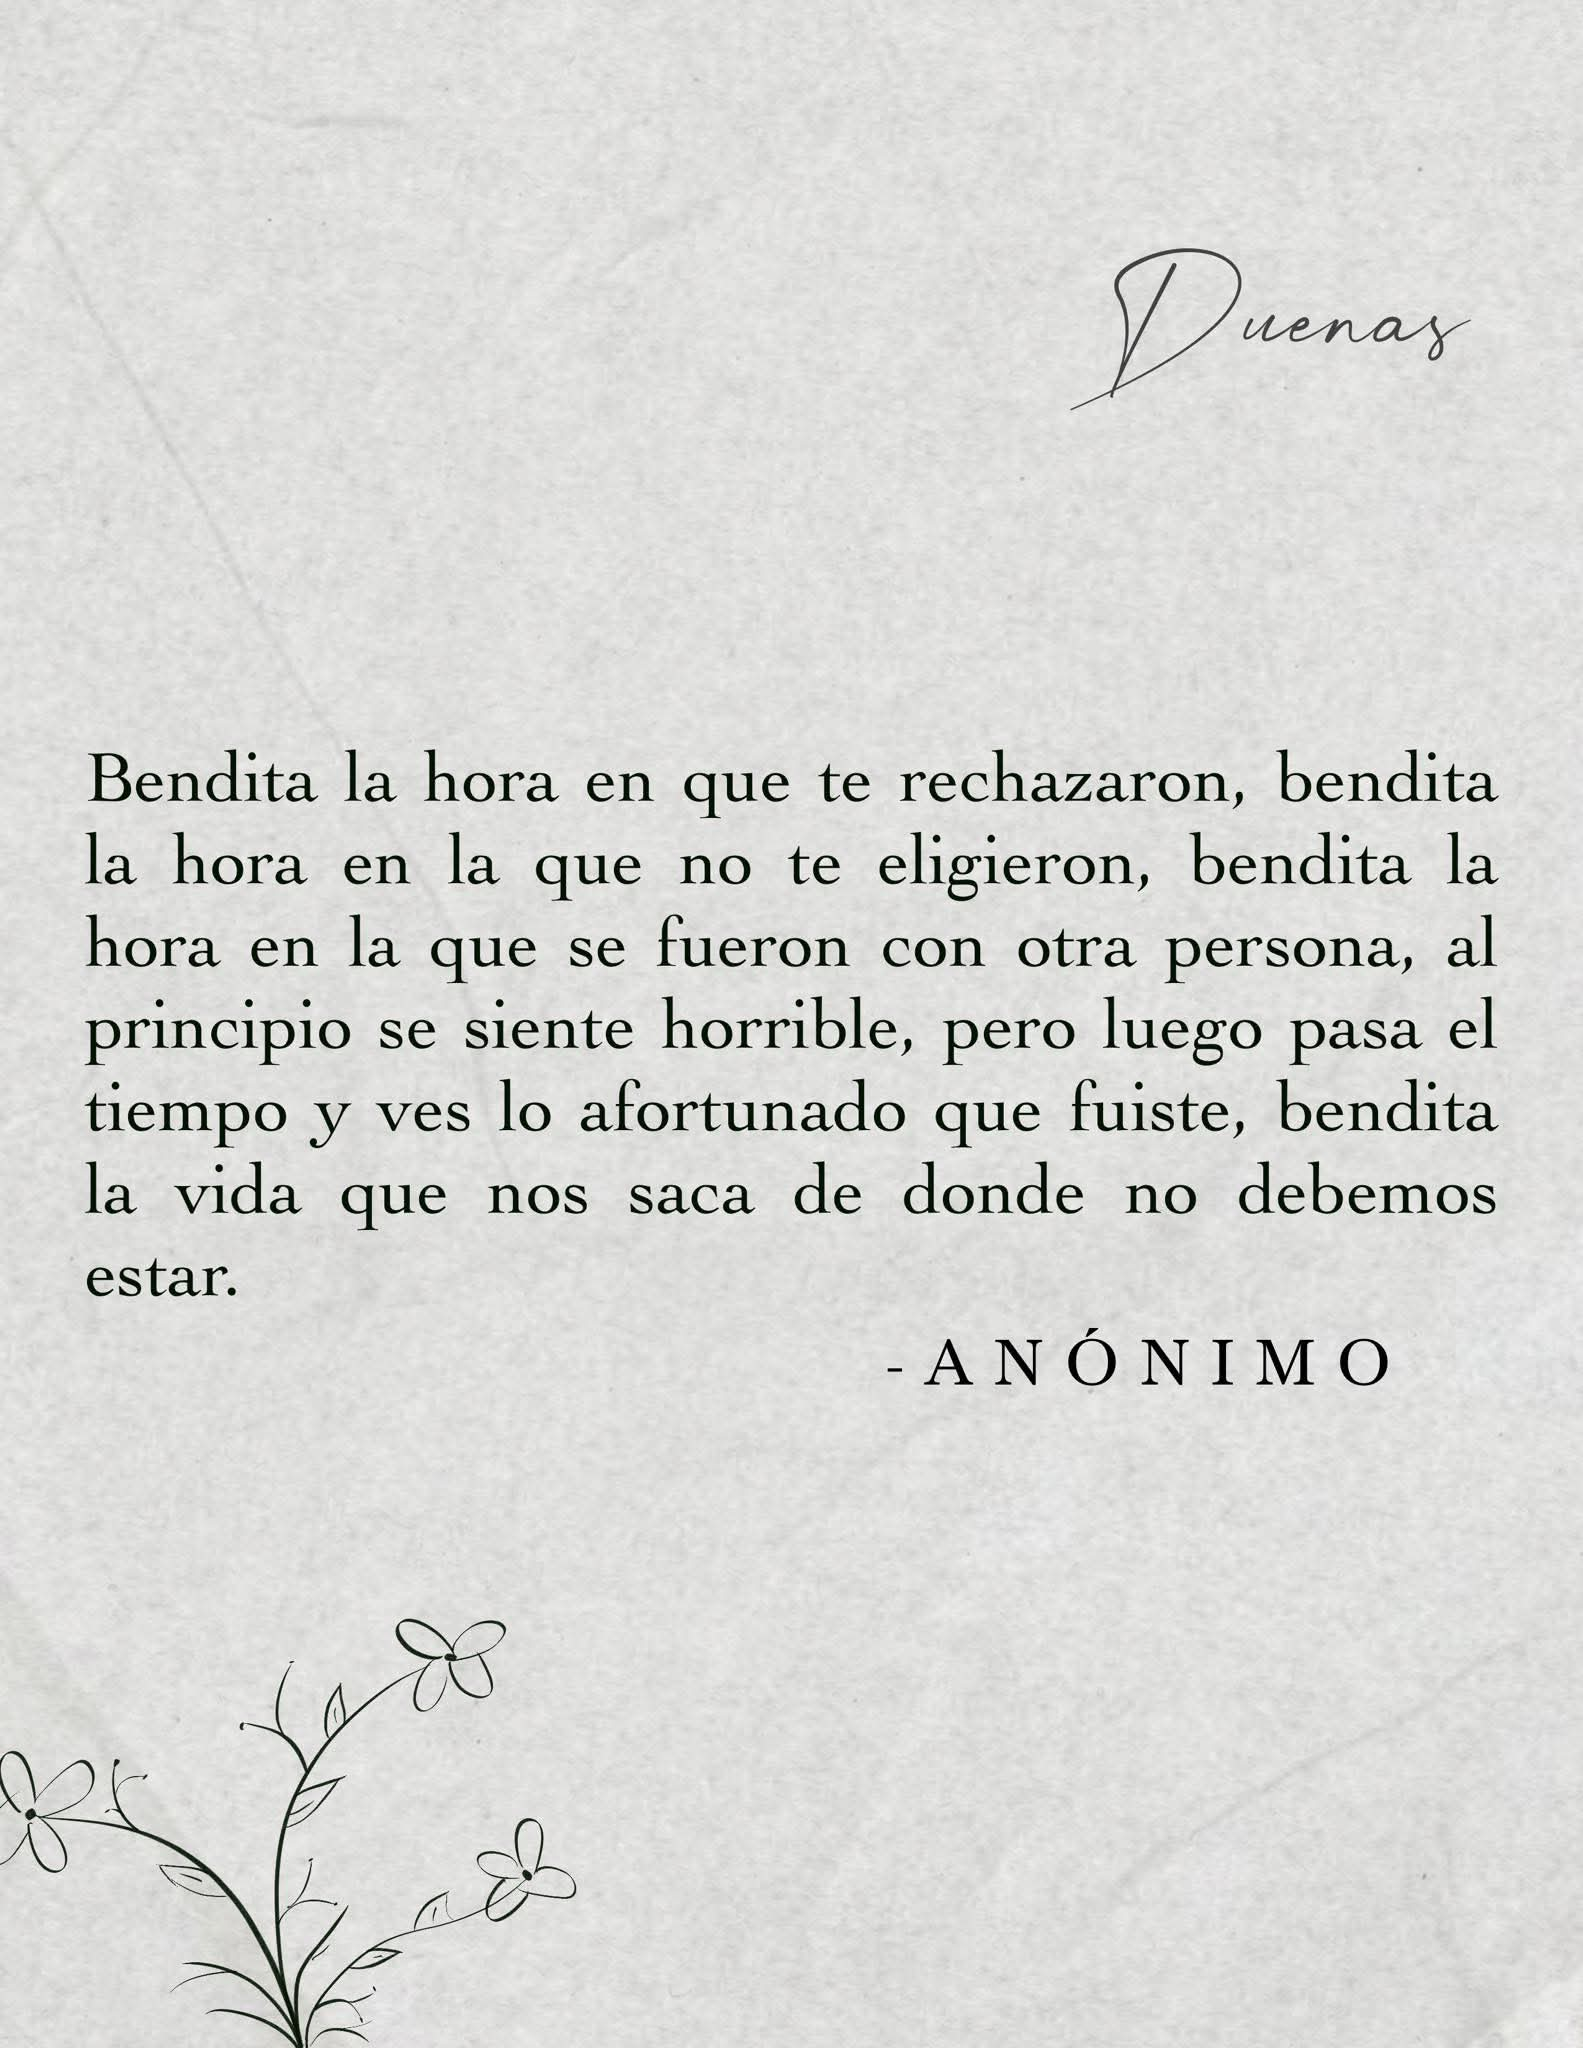 Duenas
Bendita la hora en que te rechazaron, bendita
la hora en la que no te eligieron, bendita la
hora en la que se fueron con otra persona, al
principio se siente horrible, pero luego pasa el
tiempo y ves lo afortunado que fuiste, bendita
la vida que nos saca de donde no debemos
estar.
-ANÓNIMO